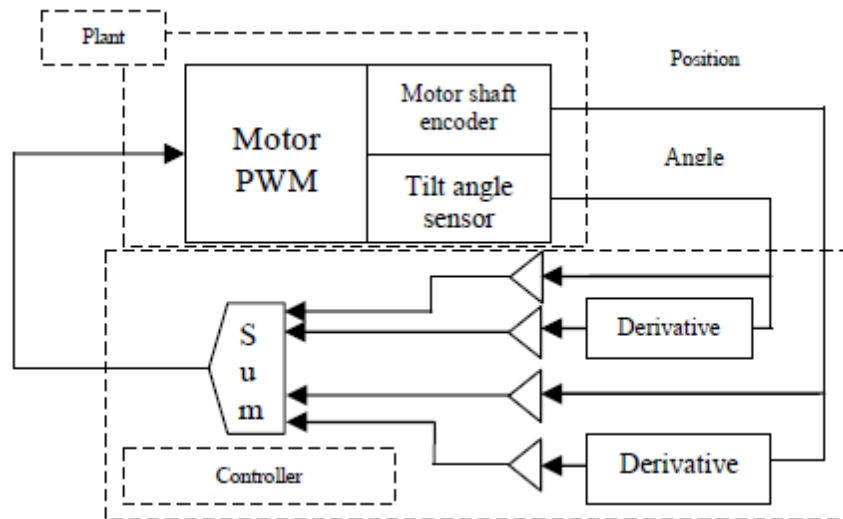 Plant
Position
Motor
PWM
Motor shaft
encoder
Angle
Tilt angle
sensor
S
u
m
Derivative
Derivative
Controller